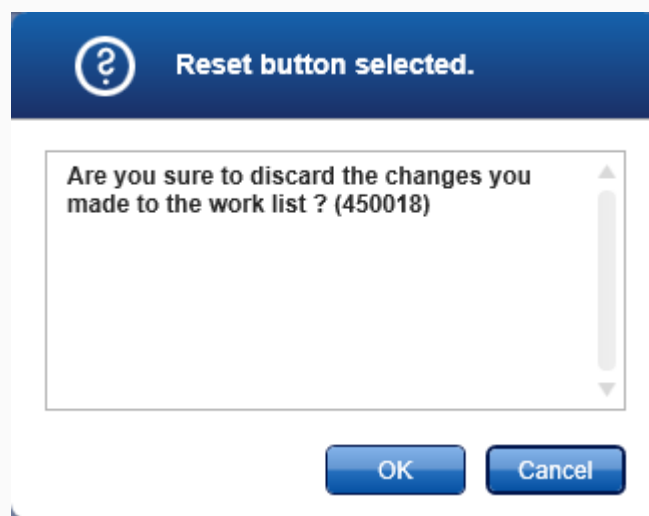 Reset button selected.
Are you sure to discard the changes you
made to the work list ? (450018)
OK
Cancel